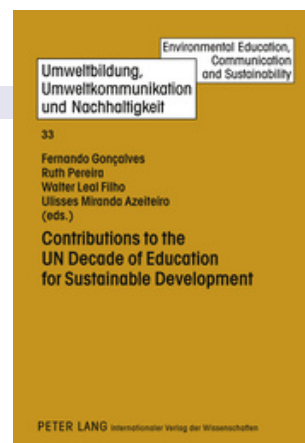 Environmental Education,
Communication
and Sustainability
Umweltbildung,
Umweltkommunikation
und Nachhaltigkeit
33
Fernando Gonçalves
Ruth Pereira
Walter Leal Filho
Ulisses Miranda Azeiteiro
(eds.)
Contributions to the
UN Decade of Education
for Sustainable Development
PETER LANG Internationaler Verlag der Wissenschaften